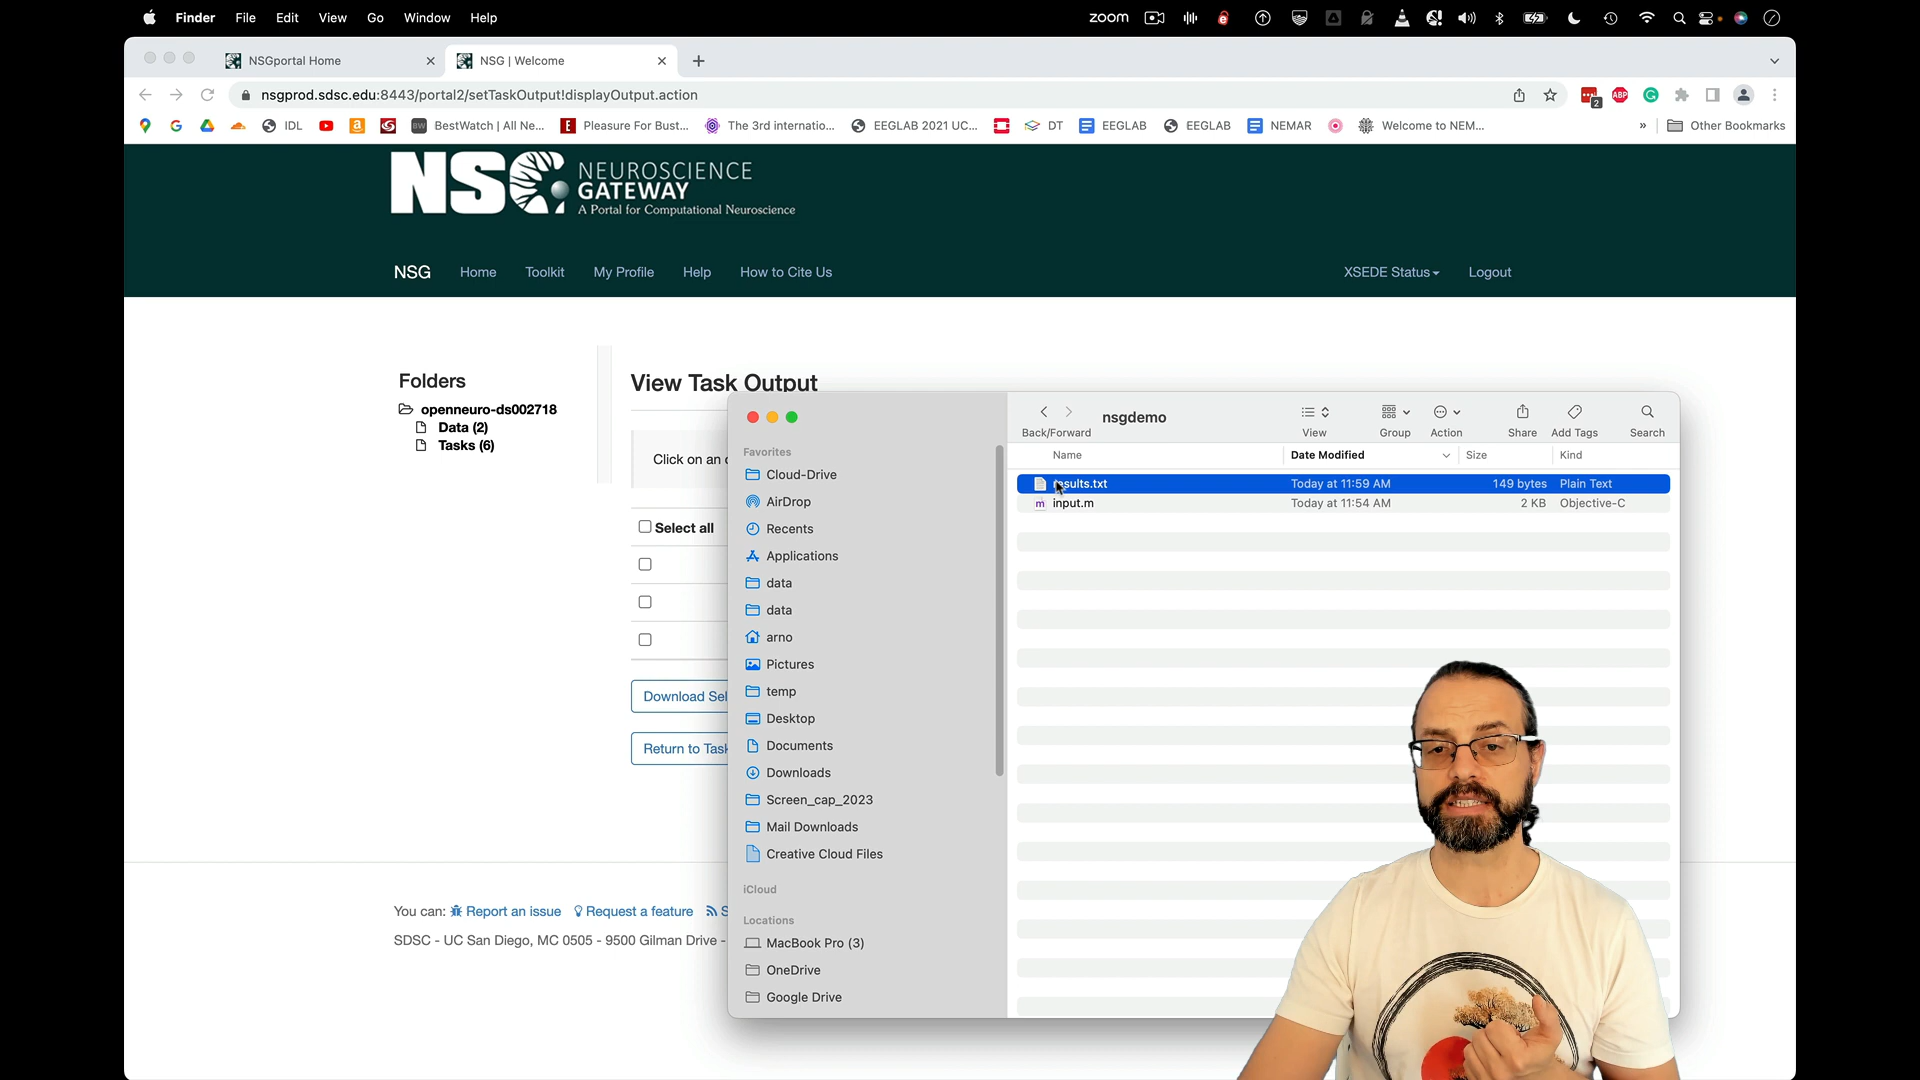 Finder File Edit View Go Window Help zoom
NSGportal Home NSG | Welcome
nsgprod.sdsc.edu:8443/portal2/setTaskOutput!displayOutput.action 2 ABP
IDL BestWatch | All Ne... Pleasure For Bust... The 3rd internatio... EEGLAB 2021 UC... DT EEGLAB EEGLAB NEMAR Welcome to NEM... » Other Bookmarks
NSG NEUROSCIENCE
GATEWAY
A Portal for Computational Neuroscience
NSG Home Toolkit My Profile Help How to Cite Us XSEDE Status Logout
Folders
openneuro-ds002718
Data (2)
Tasks (6)
View Task Output
Click on an
Select all
Download Sel
Return to Task
You can: Report an issue Request a feature S
SDSC - UC San Diego, MC 0505 - 9500 Gilman Drive -
nsgdemo
Back/Forward View Group Action Share Add Tags Search
Name Date Modified Size Kind
results.txt Today at 11:59 AM 149 bytes Plain Text
input.m Today at 11:54 AM 2 KB Objective-C
Favorites
Cloud-Drive
AirDrop
Recents
Applications
data
data
arno
Pictures
temp
Desktop
Documents
Downloads
Screen_cap_2023
Mail Downloads
Creative Cloud Files
iCloud
Locations
MacBook Pro (3)
OneDrive
Google Drive